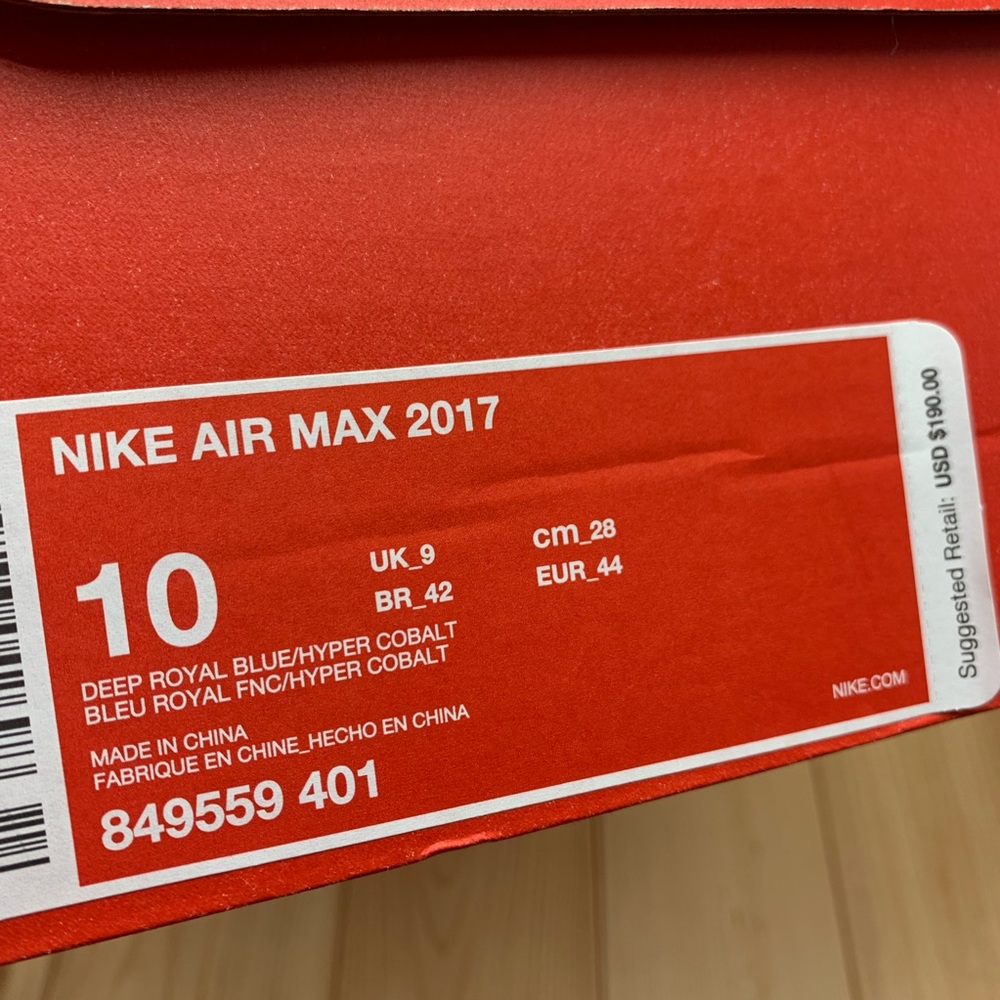 NIKE AIR MAX 2017
10
UK_9
cm_28
BR_42
EUR_44
DEEP ROYAL BLUE/HYPER COBALT
BLEU ROYAL FNC/HYPER COBALT
MADE IN CHINA
FABRIQUE EN CHINE_HECHO EN CHINA
849559 401
NIKE.COM
Suggested Retail: USD $190.00